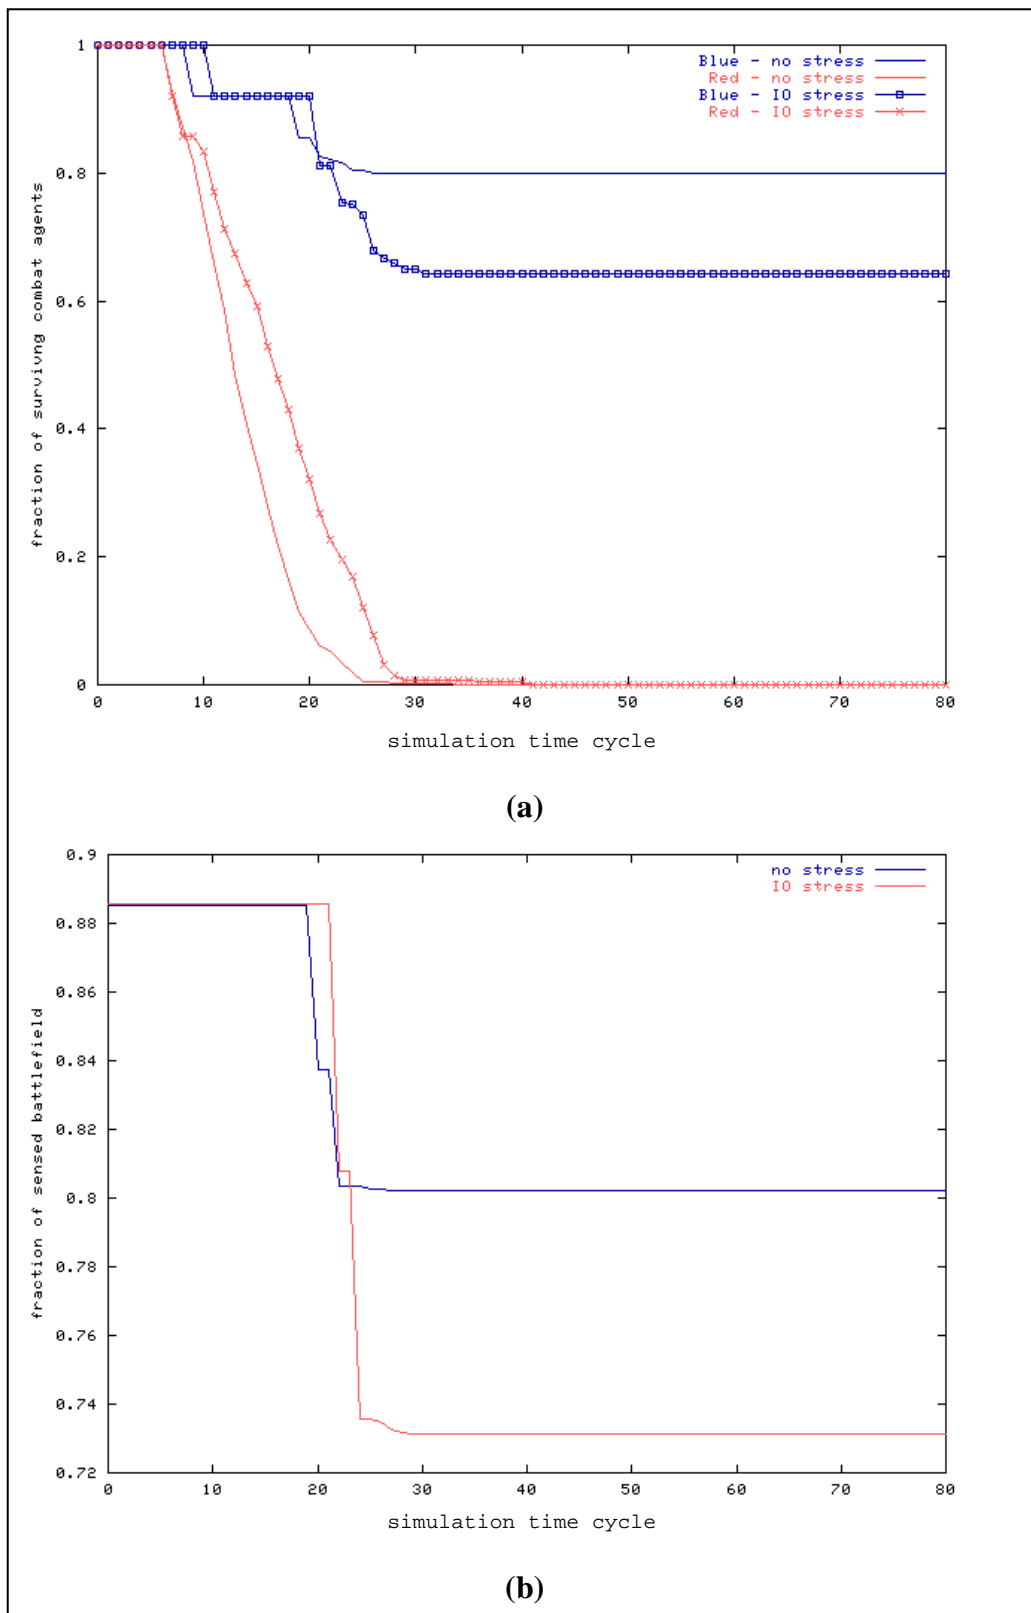 1
Blue - no stress
Red - no stress
Blue - IO stress
Red - IO stress
0.8
0.6
0.4
0.2
0
fraction of survivng combat agents
0 10 20 30 40 50 60 70 80
simulation time cycle
(a)
0.9
no stress
IO stress
0.88
0.86
0.84
0.82
0.8
0.78
0.76
0.74
0.72
fraction of sensed battlefield
0 10 20 30 40 50 60 70 80
simulation time cycle
(b)